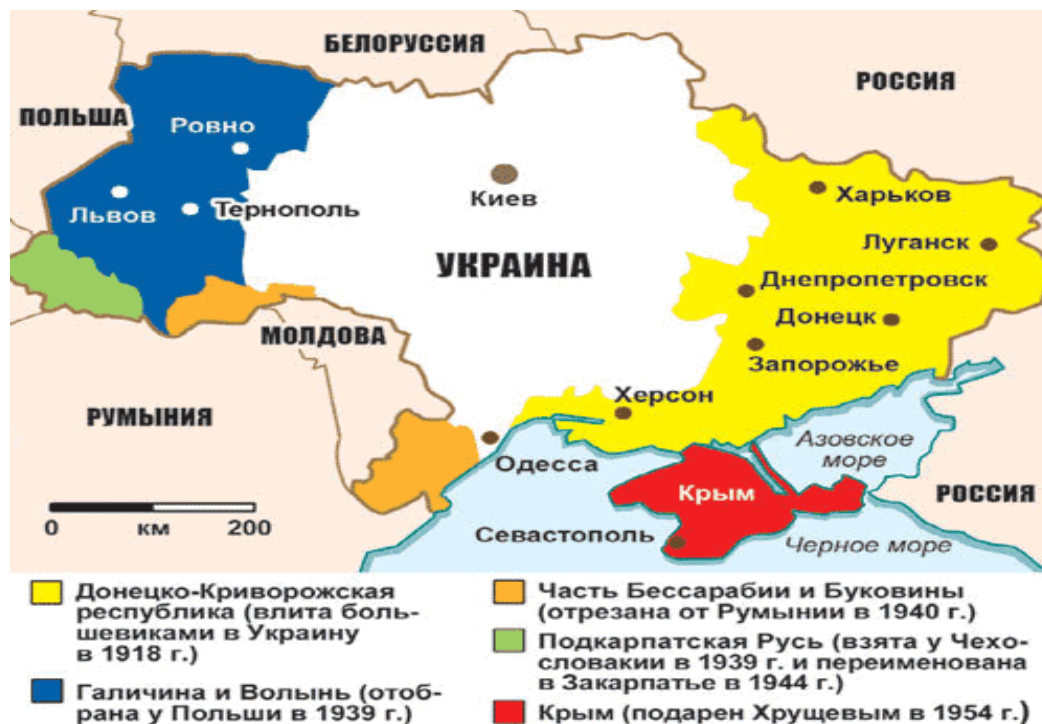 БЕЛОРУССИЯ
РОССИЯ
ПОЛЬША
Ровно
Киев
Харьков
Львов
Тернополь
Луганск
УКРАИНА
Днепропетровск
Донецк
МОЛДОВА
Запорожье
РУМЫНИЯ
Херсон
Азовское
море
Одесса
Крым
РОССИЯ
0 км 200
Севастополь
Черное море
Донецко-Криворожская
республика (влита боль-
шевиками в Украину
в 1918 г.)
Галичина и Волынь (отоб-
рана у Польши в 1939 г.)
Часть Бессарабии и Буковины
(отрезана от Румынии в 1940 г.)
Подкарпатская Русь (взята у Чехо-
словакии в 1939 г. и переименована
в Закарпатье в 1944 г.)
Крым (подарен Хрущевым в 1954 г.)